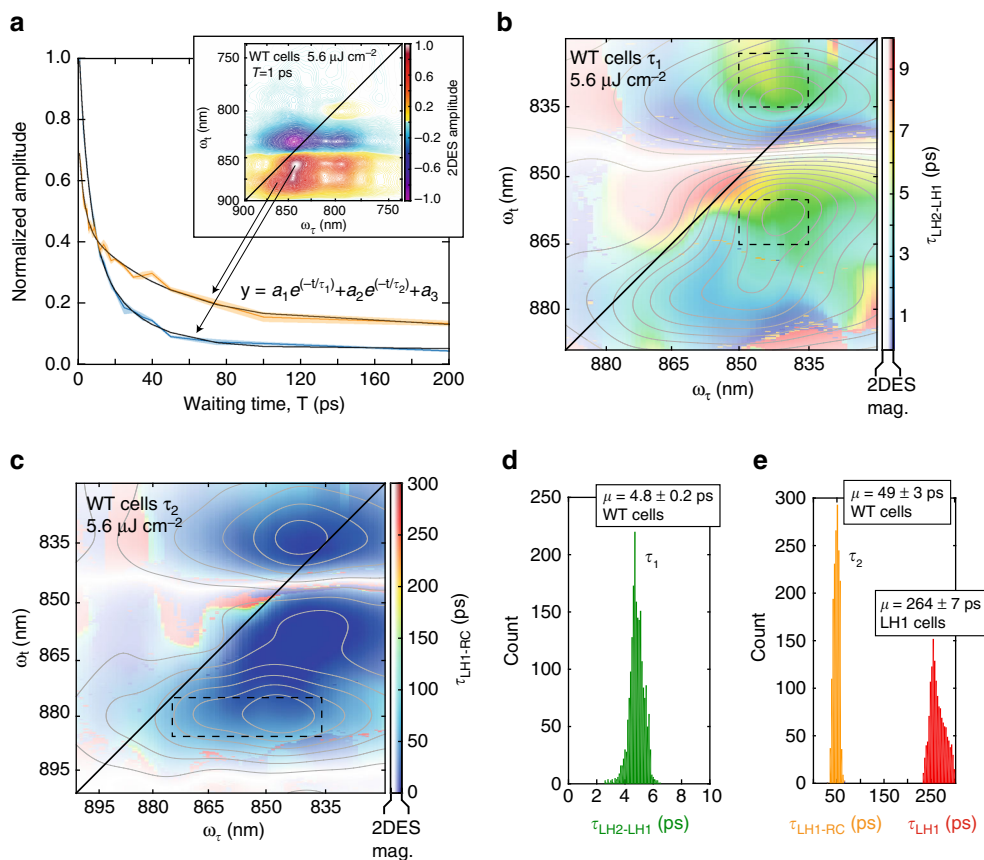 a
Normalized amplitude
1.0
0.8
0.6
0.4
0.2
0.0
0
40
80
120
160
200
Waiting time, T (ps)
y = a₁e^(-t/τ₁)+a₂e^(-t/τ₂)+a₃
WT cells 5.6 μJ cm⁻²
T=1 ps
ωt (nm)
750
800
850
900
900
850
800
750
ωτ (nm)
1.0
0.6
0.2
−0.2
−0.6
−1.0
2DES amplitude
b
WT cells τ₁
5.6 μJ cm⁻²
ωt (nm)
835
850
865
880
880
865
850
835
ωτ (nm)
9
7
5
3
1
τLH2-LH1 (ps)
2DES
mag.
c
WT cells τ₂
5.6 μJ cm⁻²
ωt (nm)
835
850
865
880
895
895
865
835
ωτ (nm)
300
250
200
150
100
50
0
τLH1-RC (ps)
2DES
mag.
d
μ = 4.8 ± 0.2 ps
WT cells
τ₁
Count
250
200
150
100
50
0
0
2
4
6
8
10
τLH2-LH1 (ps)
e
μ = 49 ± 3 ps
WT cells
τ₂
μ = 264 ± 7 ps
LH1 cells
Count
300
250
200
150
100
50
0
50
150
250
τLH1-RC (ps)
τLH1 (ps)